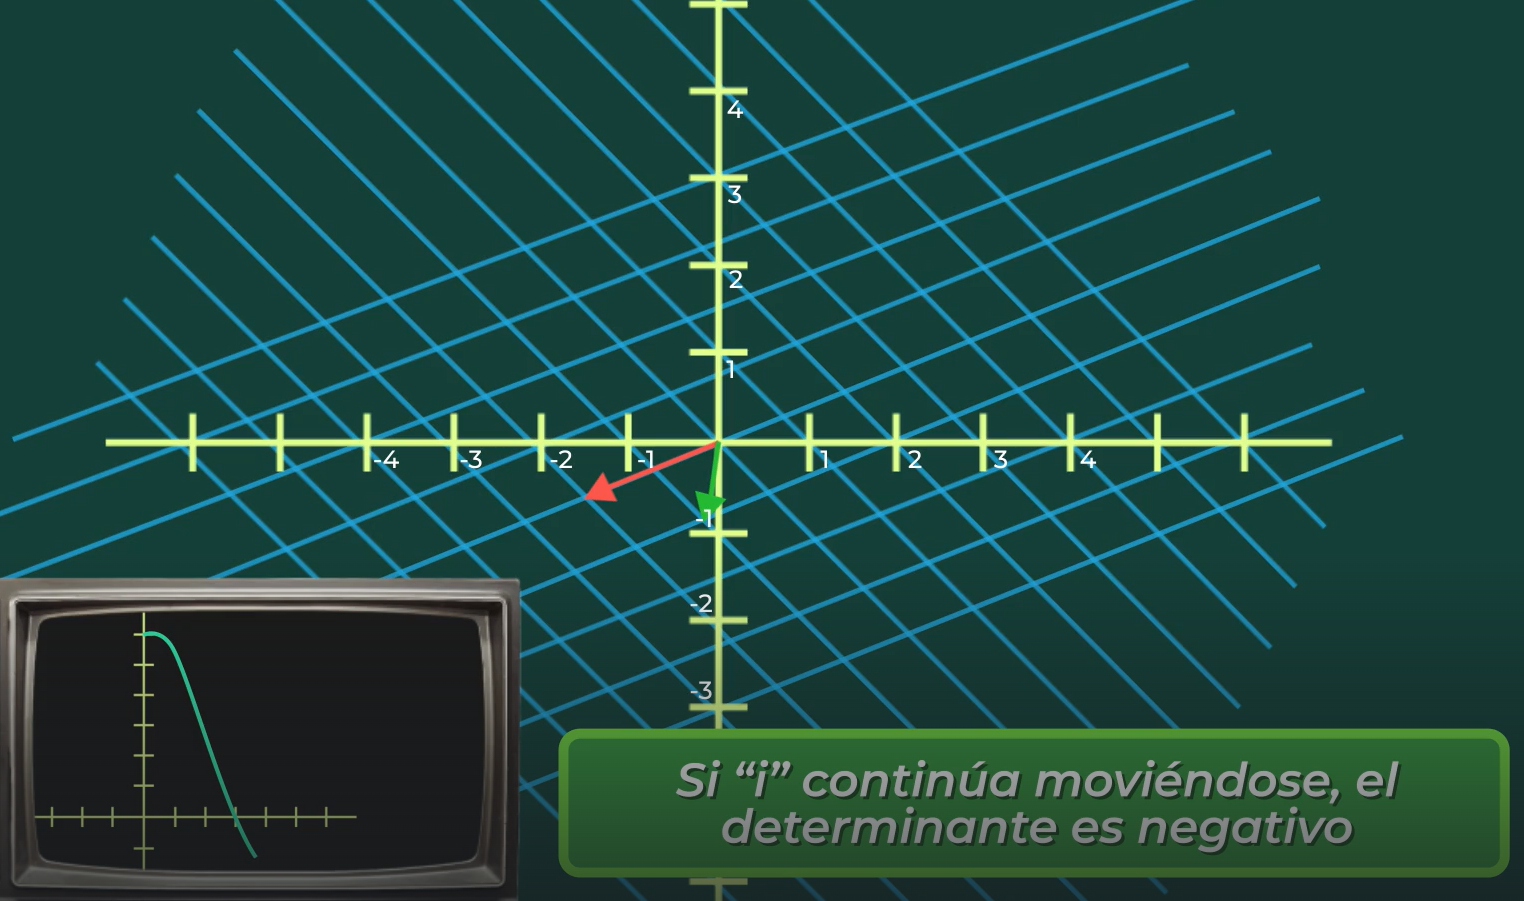 4
3
2
1
-4 -3 -2 -1 1 2 3 4
-1
-2
-3
Si “i” continúa moviéndose, el
determinante es negativo